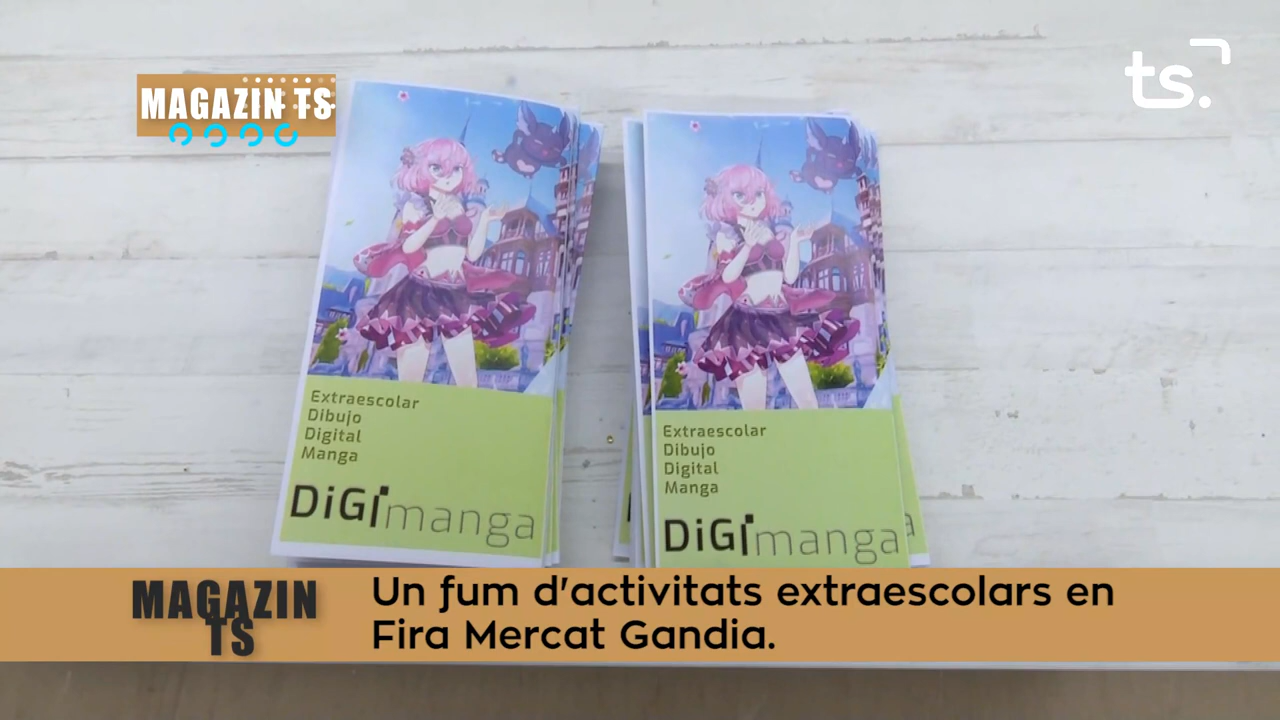 MAGAZIN TS
ts.
Extraescolar
Dibujo
Digital
Manga
DiGimanga
Extraescolar
Dibujo
Digital
Manga
DiGimanga
a
MAGAZIN
TS
Un fum d'activitats extraescolars en
Fira Mercat Gandia.